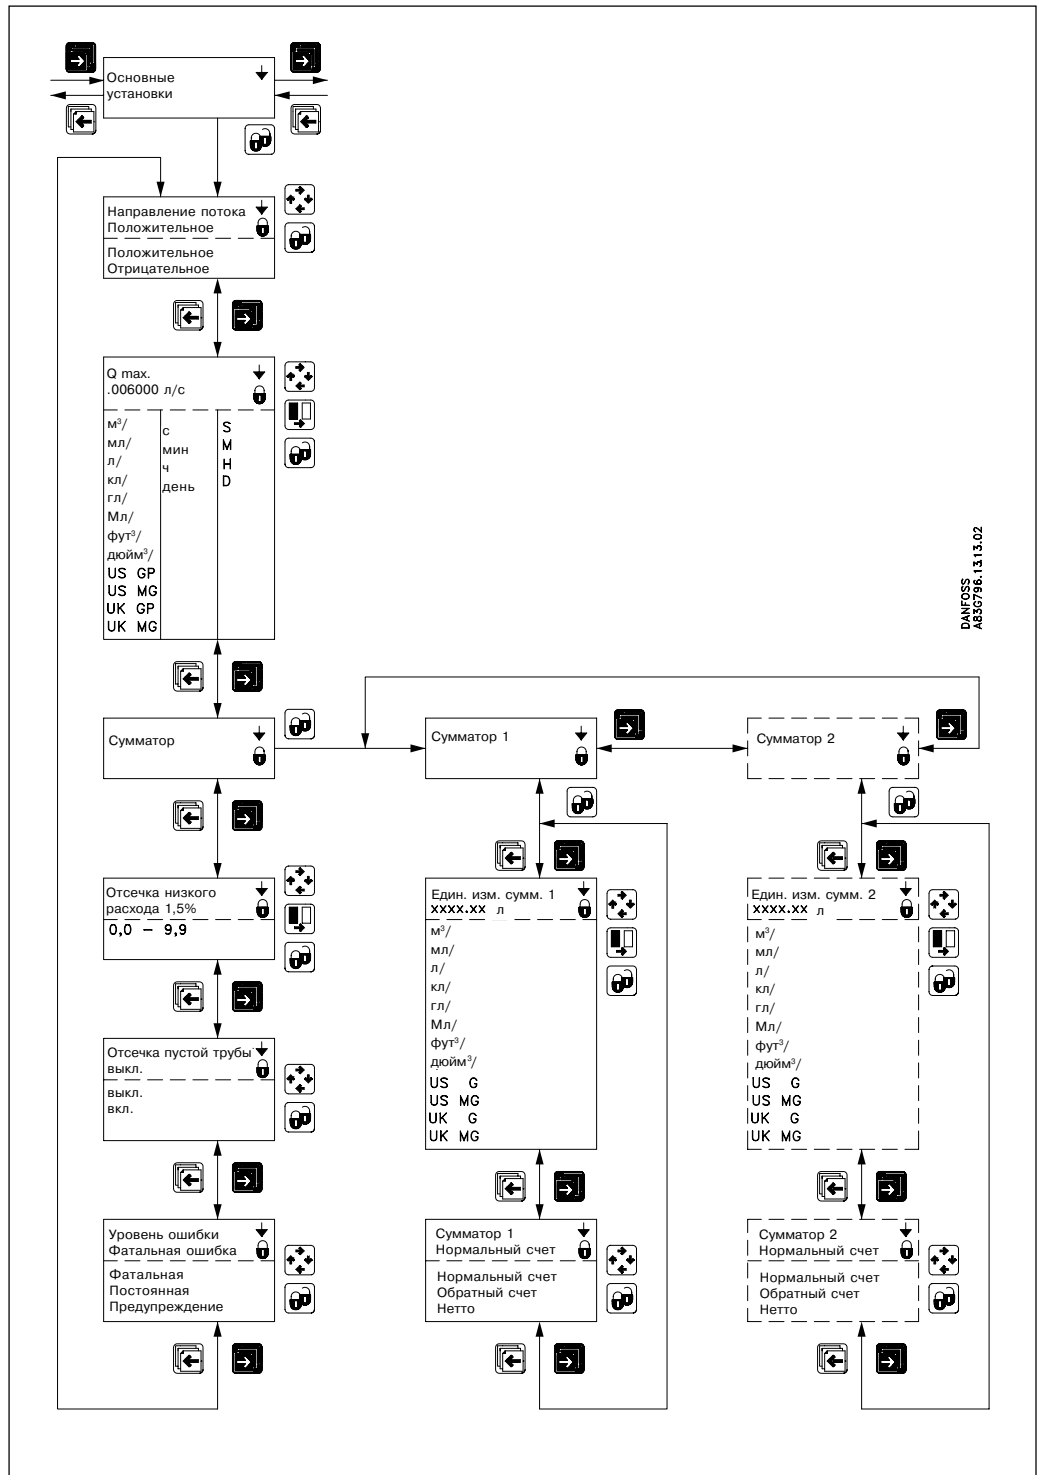 Основные
установки
Направление потока
Положительное
Положительное
Отрицательное
Q max.
.006000 л/с
м³/
мл/
л/
кл/
гл/
Мл/
фут³/
дюйм³/
US GP
US MG
UK GP
UK MG
с
мин
ч
день
S
M
H
D
DANFOSS
A83G796.13.13.02
Сумматор
Сумматор 1
Сумматор 2
Отсечка низкого
расхода 1,5%
0,0 – 9,9
Отсечка пустой трубы
выкл.
выкл.
вкл.
Уровень ошибки
Фатальная ошибка
Фатальная
Постоянная
Предупреждение
Един. изм. сумм. 1
xxxx.xx л
м³/
мл/
л/
кл/
гл/
Мл/
фут³/
дюйм³/
US G
US MG
UK G
UK MG
Сумматор 1
Нормальный счет
Нормальный счет
Обратный счет
Нетто
Един. изм. сумм. 2
xxxx.xx л
м³/
мл/
л/
кл/
гл/
Мл/
фут³/
дюйм³/
US G
US MG
UK G
UK MG
Сумматор 2
Нормальный счет
Нормальный счет
Обратный счет
Нетто